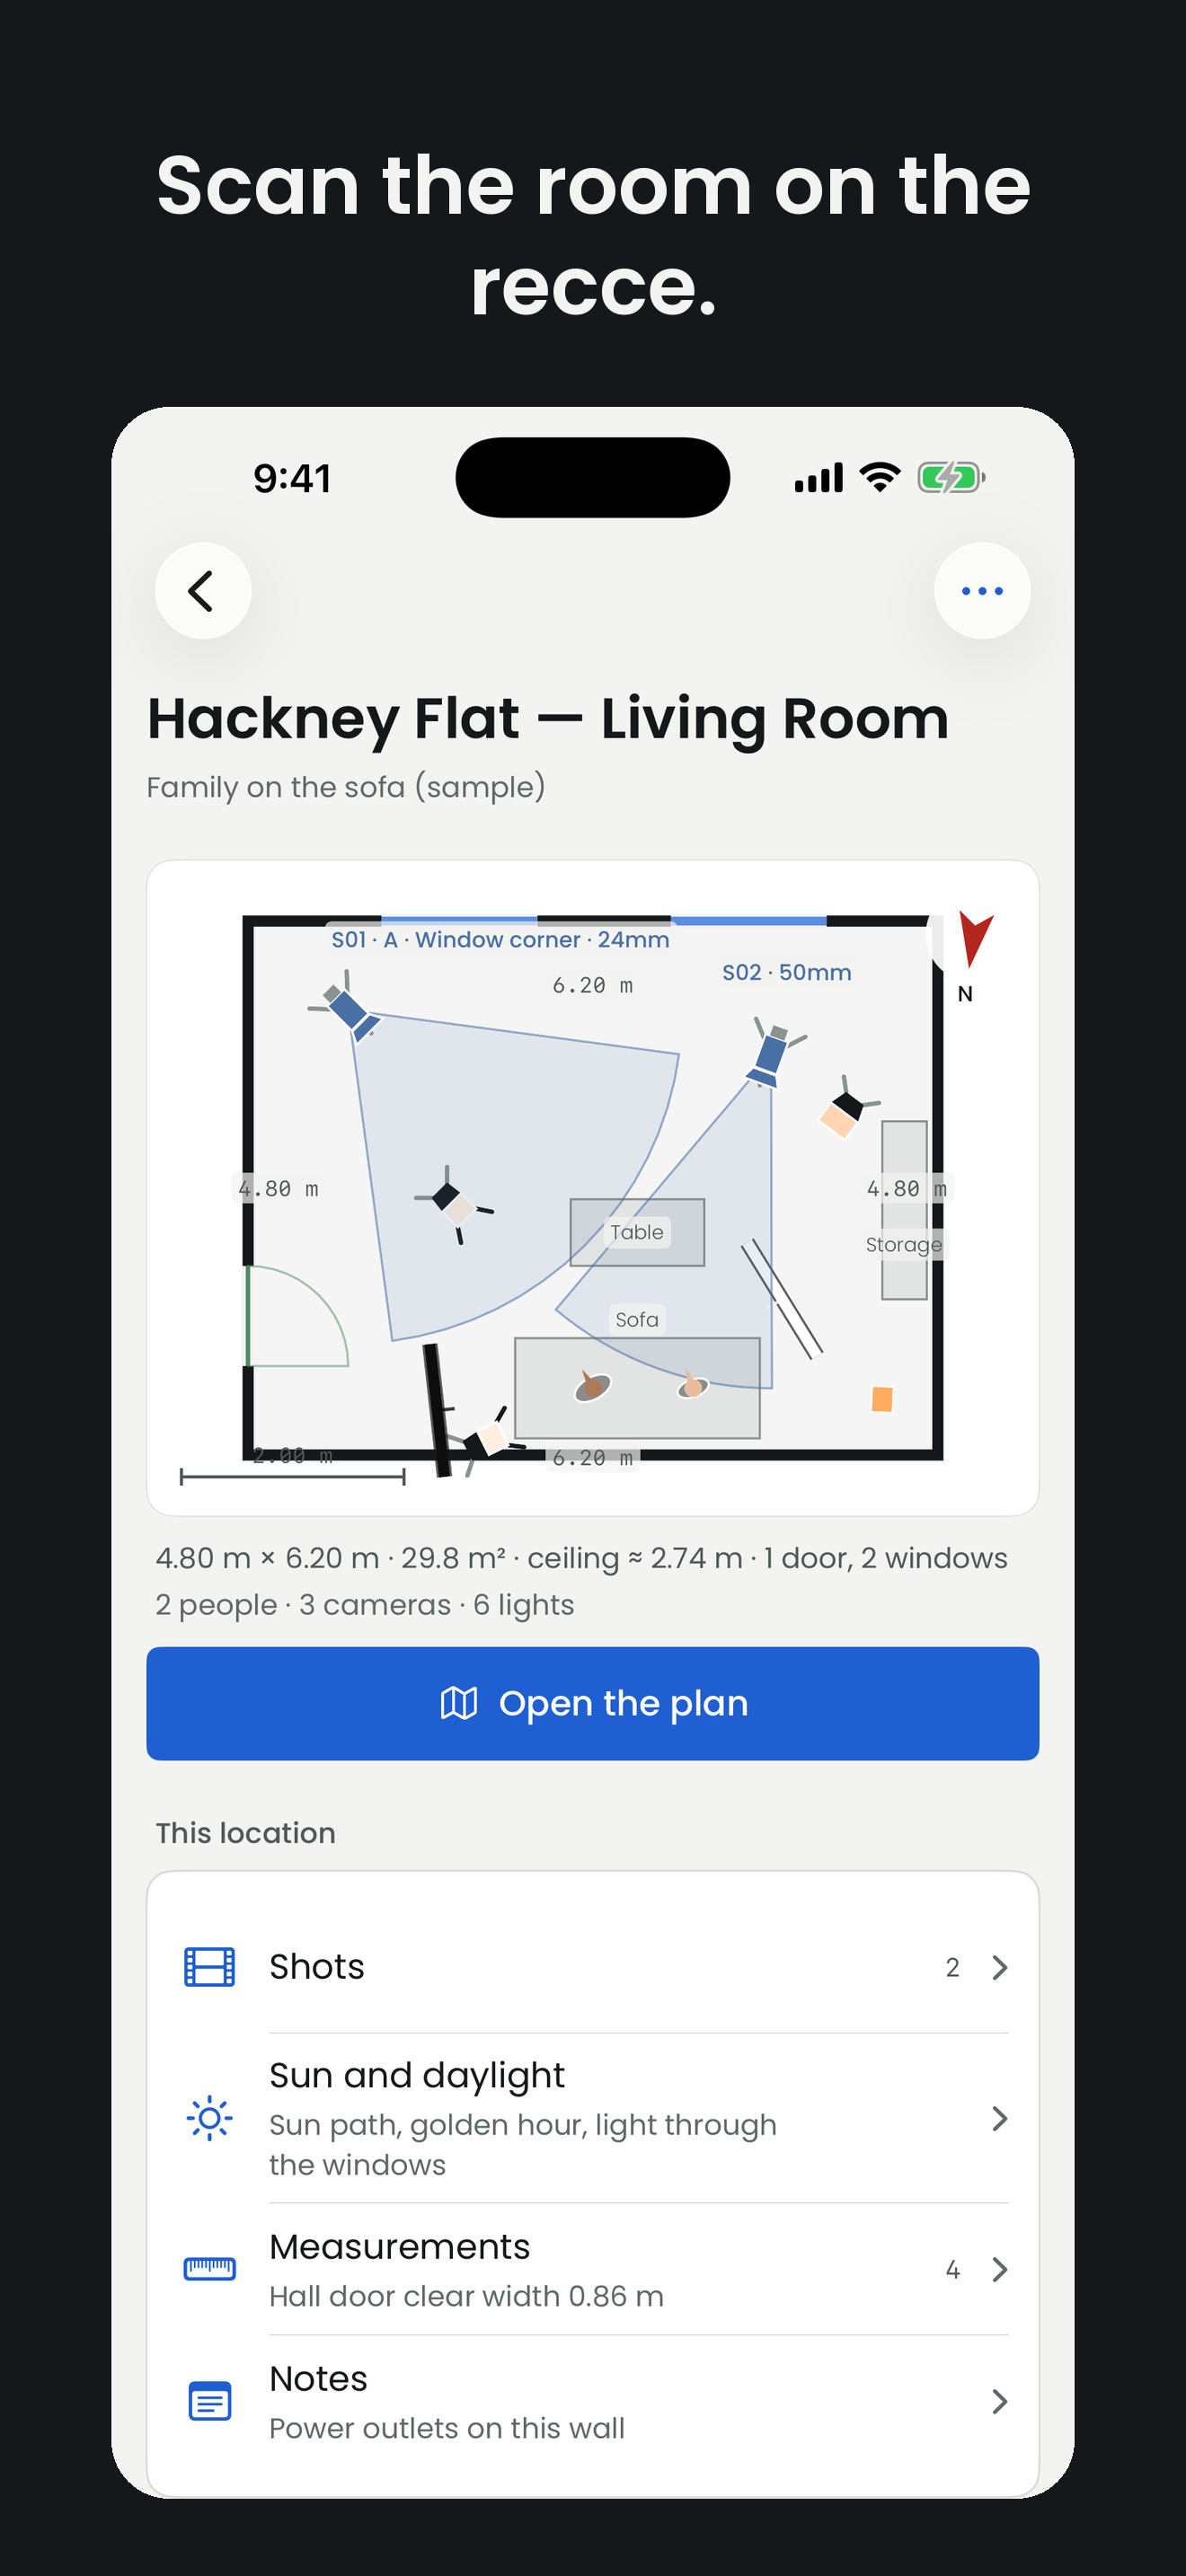 Scan the room on the
recce.
9:41
Hackney Flat — Living Room
Family on the sofa (sample)
S01 · A · Window corner · 24mm
S02 · 50mm
6.20 m
N
4.80 m
4.80 m
Table
Storage
Sofa
2.00 m
6.20 m
4.80 m × 6.20 m · 29.8 m² · ceiling ≈ 2.74 m · 1 door, 2 windows
2 people · 3 cameras · 6 lights
Open the plan
This location
Shots
2
Sun and daylight
Sun path, golden hour, light through
the windows
Measurements
4
Hall door clear width 0.86 m
Notes
Power outlets on this wall